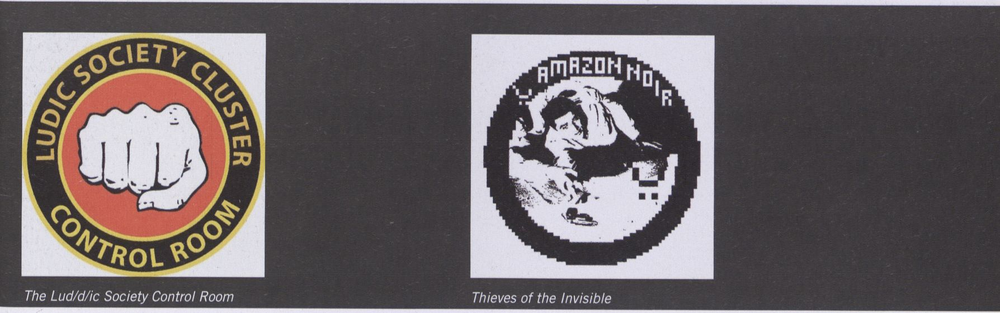 LUDIC SOCIETY CLUSTER
CONTROL ROOM
The Lud/d/ic Society Control Room
AMAZON NOIR
Thieves of the Invisible